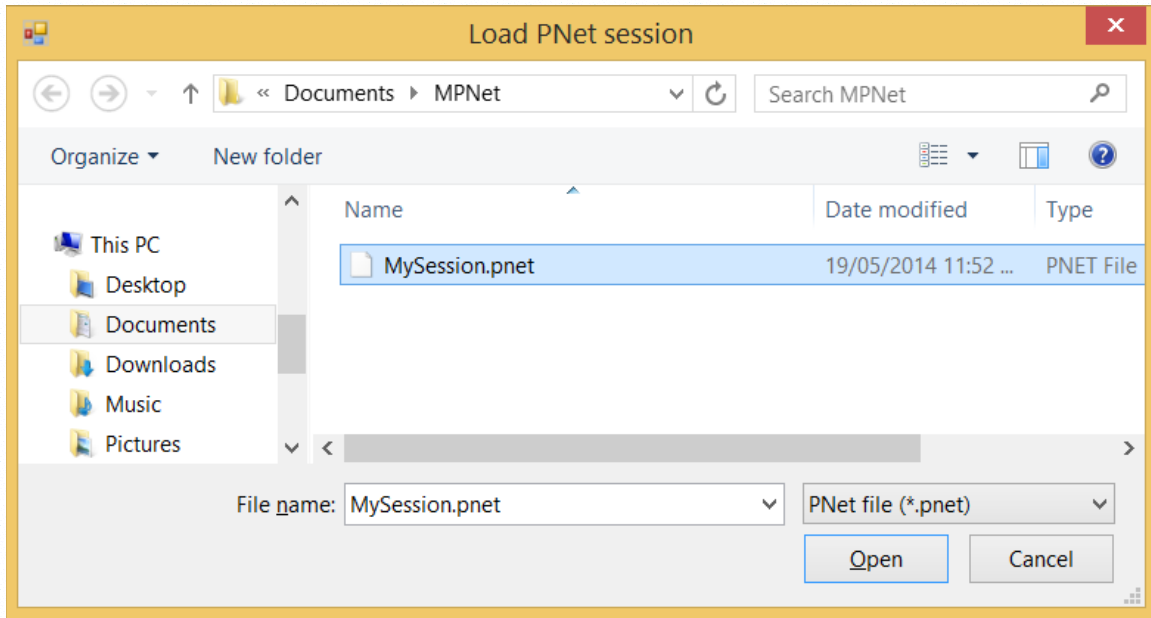 Load PNet session
« Documents MPNet
Search MPNet
Organize
New folder
Name
Date modified
Type
This PC
Desktop
Documents
Downloads
Music
Pictures
MySession.pnet
19/05/2014 11:52 ...
PNET File
File name:
MySession.pnet
PNet file (*.pnet)
Open
Cancel